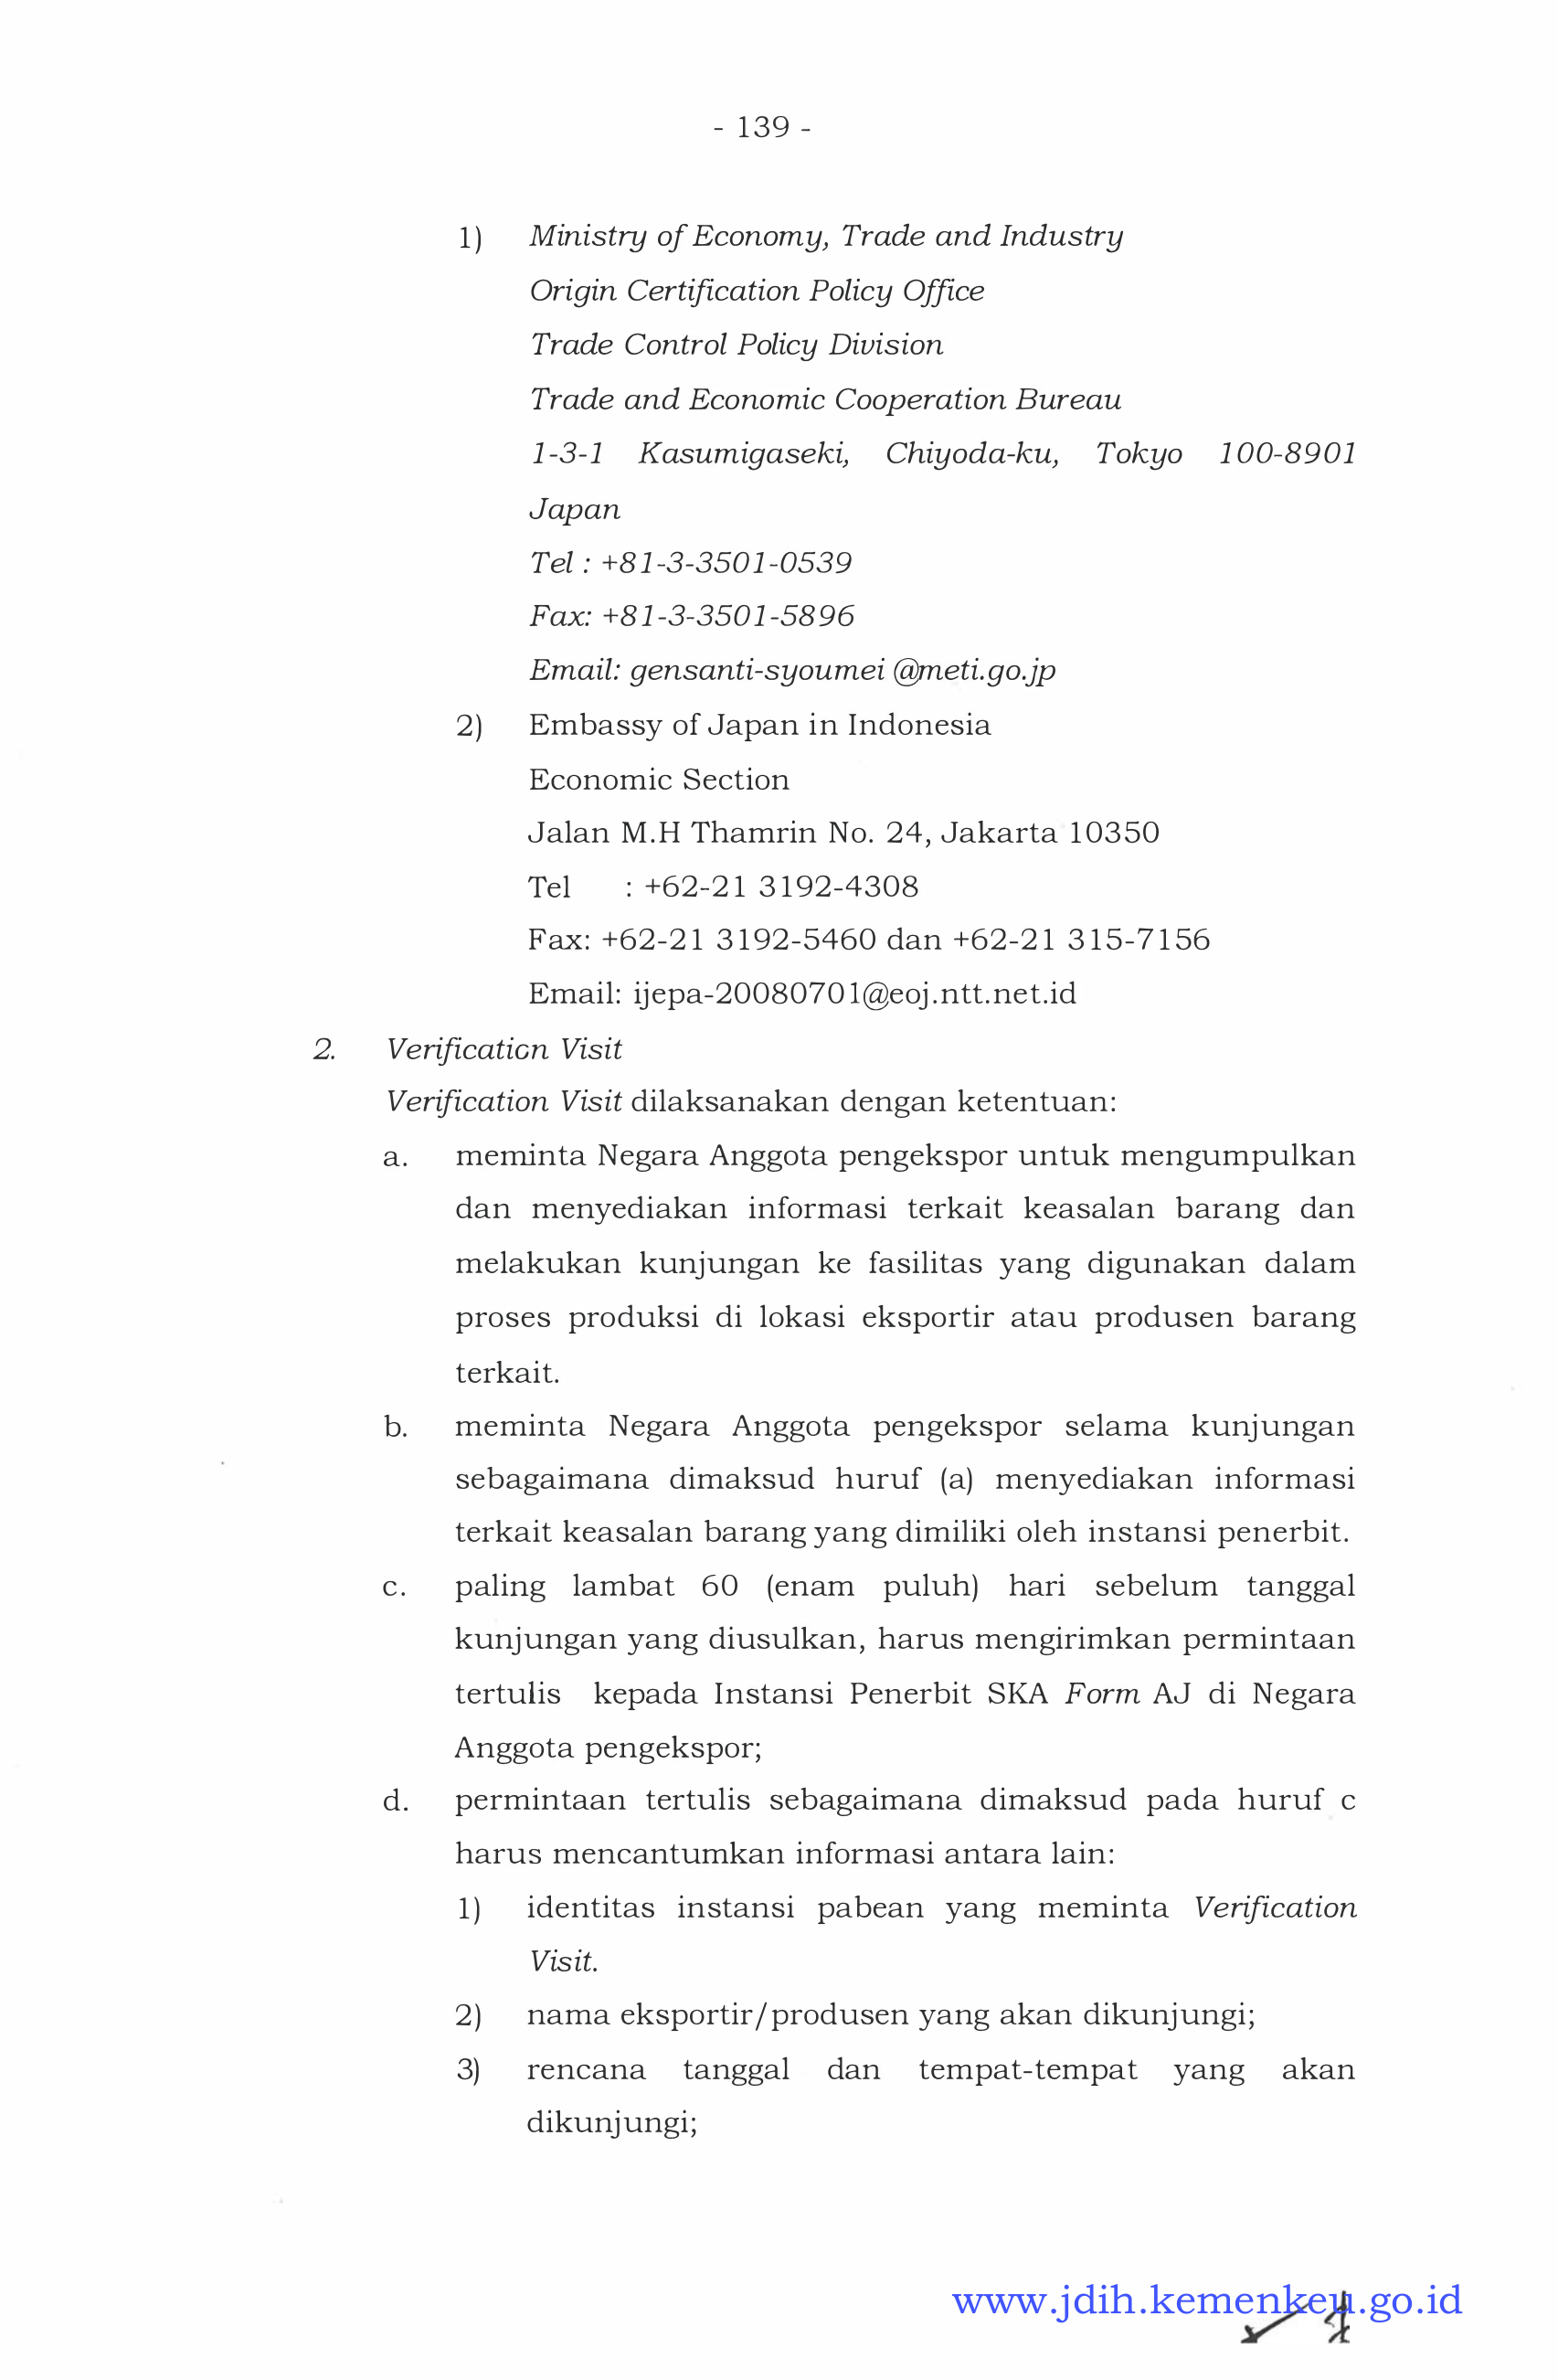 - 139 -
1) Ministry of Economy, Trade and Industry
Origin Certification Policy Office
Trade Control Policy Division
Trade and Economic Cooperation Bureau
1-3-1 Kasumigaseki, Chiyoda-ku, Tokyo 100-8901
Japan
Tel : +81-3-3501-0539
Fax: +81-3-3501-5896
Email: gensanti-syoumei @meti.go.jp
2) Embassy of Japan in Indonesia
Economic Section
Jalan M.H Thamrin No. 24, Jakarta 10350
Tel : +62-21 3192-4308
Fax: +62-21 3192-5460 dan +62-21 315-7156
Email: ijepa-20080701@eoj.ntt.net.id
2. Verification Visit
Verification Visit dilaksanakan dengan ketentuan:
a. meminta Negara Anggota pengekspor untuk mengumpulkan
dan menyediakan informasi terkait keasalan barang dan
melakukan kunjungan ke fasilitas yang digunakan dalam
proses produksi di lokasi eksportir atau produsen barang
terkait.
b. meminta Negara Anggota pengekspor selama kunjungan
sebagaimana dimaksud huruf (a) menyediakan informasi
terkait keasalan barang yang dimiliki oleh instansi penerbit.
c. paling lambat 60 (enam puluh) hari sebelum tanggal
kunjungan yang diusulkan, harus mengirimkan permintaan
tertulis kepada Instansi Penerbit SKA Form AJ di Negara
Anggota pengekspor;
d. permintaan tertulis sebagaimana dimaksud pada huruf c
harus mencantumkan informasi antara lain:
1) identitas instansi pabean yang meminta Verification
Visit.
2) nama eksportir/produsen yang akan dikunjungi;
3) rencana tanggal dan tempat-tempat yang akan
dikunjungi;
www.jdih.kemenkeu.go.id